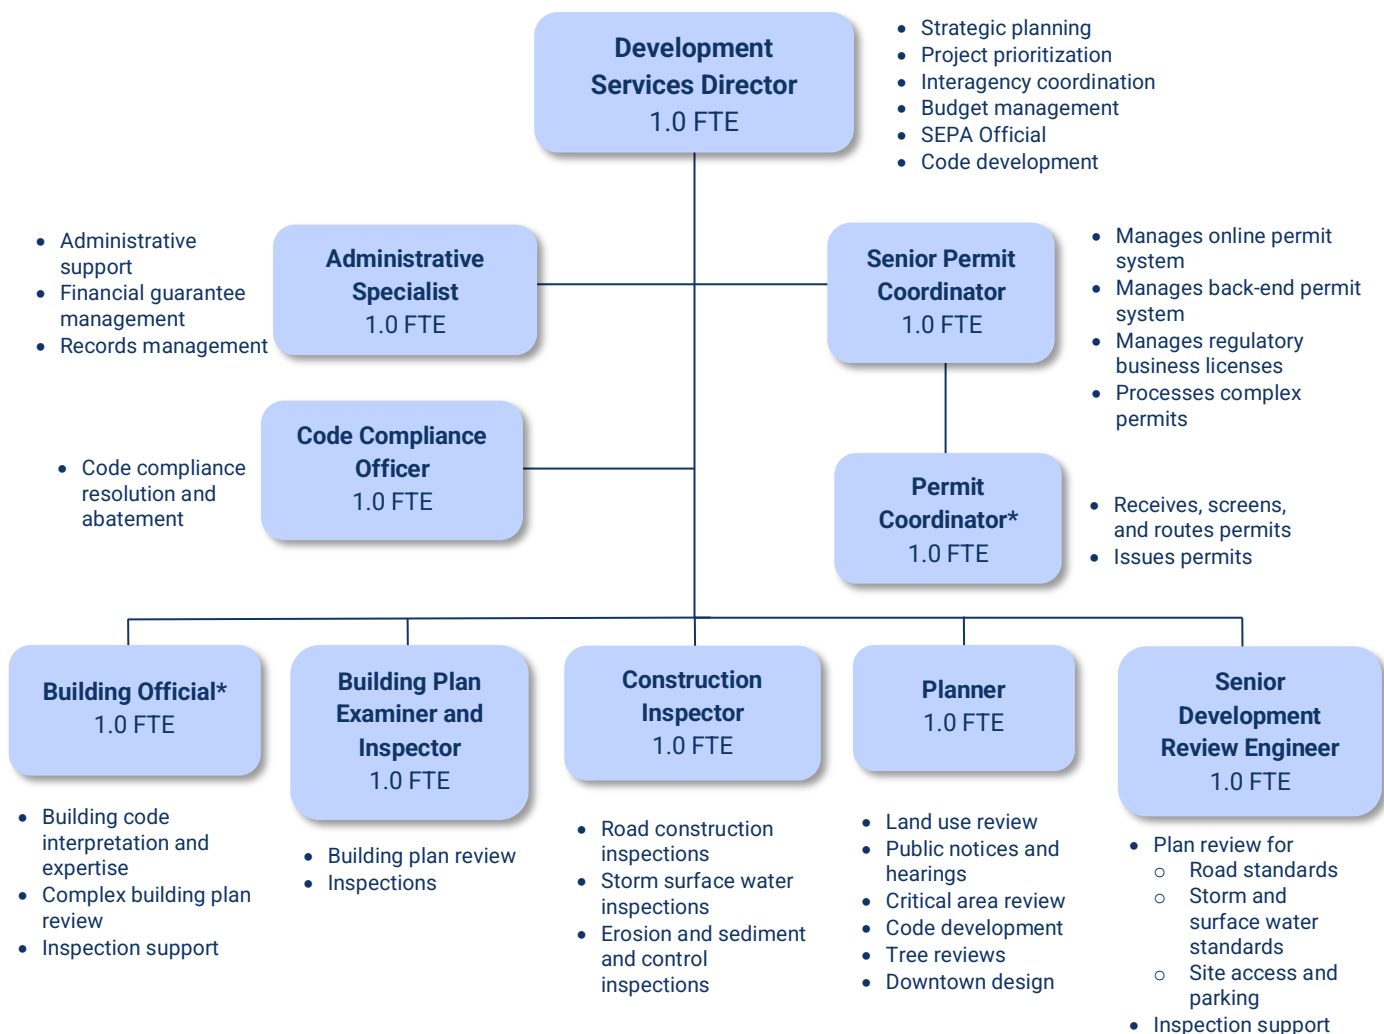 Development
Services Director
1.0 FTE
• Strategic planning
• Project prioritization
• Interagency coordination
• Budget management
• SEPA Official
• Code development
• Administrative
support
• Financial guarantee
management
• Records management
Administrative
Specialist
1.0 FTE
Senior Permit
Coordinator
1.0 FTE
• Manages online permit
system
• Manages back-end permit
system
• Manages regulatory
business licenses
• Processes complex
permits
• Code compliance
resolution and
abatement
Code Compliance
Officer
1.0 FTE
Permit
Coordinator*
1.0 FTE
• Receives, screens,
and routes permits
• Issues permits
Building Official*
1.0 FTE
• Building code
interpretation and
expertise
• Complex building plan
review
• Inspection support
Building Plan
Examiner and
Inspector
1.0 FTE
• Building plan review
• Inspections
Construction
Inspector
1.0 FTE
• Road construction
inspections
• Storm surface water
inspections
• Erosion and sediment
and control
inspections
Planner
1.0 FTE
• Land use review
• Public notices and
hearings
• Critical area review
• Code development
• Tree reviews
• Downtown design
Senior
Development
Review Engineer
1.0 FTE
• Plan review for
o Road standards
o Storm and
surface water
standards
o Site access and
parking
• Inspection support